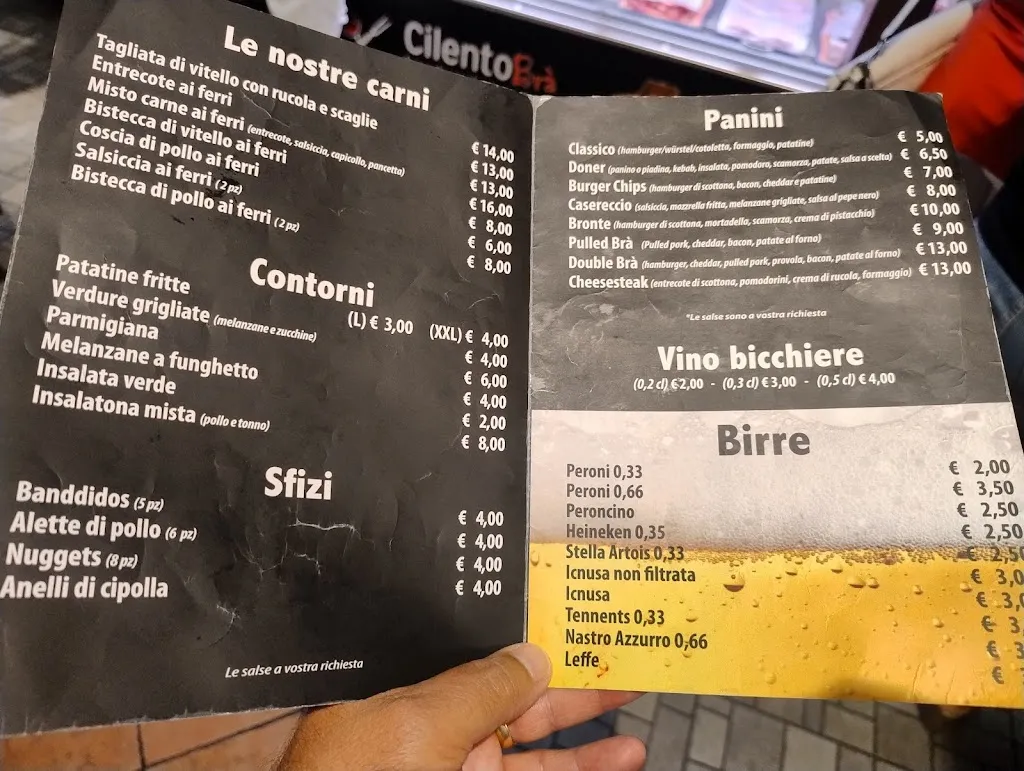 CilentoBrà
Le nostre carni
Tagliata di vitello con rucola e scaglie € 14,00
Entrecote ai ferri € 13,00
Misto carne ai ferri (entrecote, salsiccia, capicollo, pancetta) € 13,00
Bistecca di vitello ai ferri € 16,00
Coscia di pollo ai ferri € 8,00
Salsiccia ai ferri (2 pz) € 6,00
Bistecca di pollo ai ferri (2 pz) € 8,00
Contorni
Patatine fritte (L) € 3,00 (XXL) € 4,00
Verdure grigliate (melanzane e zucchine) € 4,00
Parmigiana € 6,00
Melanzane a funghetto € 4,00
Insalata verde € 2,00
Insalatona mista (pollo e tonno) € 8,00
Sfizi
Banddidos (5 pz) € 4,00
Alette di pollo (6 pz) € 4,00
Nuggets (8 pz) € 4,00
Anelli di cipolla € 4,00
Le salse a vostra richiesta
Panini
Classico (hamburger/würstel/cotoletta, formaggio, patatine) € 5,00
Doner (panino o piadina, kebab, insalata, pomodoro, scamorza, patate, salsa a scelta) € 6,50
Burger Chips (hamburger di scottona, bacon, cheddar e patatine) € 7,00
Casereccio (salsiccia, mazzrella fritta, melanzane grigliate, salsa al pepe nero) € 8,00
Bronte (hamburger di scottona, mortadella, scamorza, crema di pistacchio) € 10,00
Pulled Brà (Pulled pork, cheddar, bacon, patate al forno) € 9,00
Double Brà (hamburger, cheddar, pulled pork, provola, bacon, patate al forno) € 13,00
Cheesesteak (entrecote di scottona, pomodorini, crema di rucola, formaggio) € 13,00
*Le salse sono a vostra richiesta
Vino bicchiere
(0,2 cl) €2,00 - (0,3 cl) €3,00 - (0,5 cl) €4,00
Birre
Peroni 0,33 € 2,00
Peroni 0,66 € 3,50
Peroncino € 2,50
Heineken 0,35 € 2,50
Stella Artois 0,33 € 2,50
Icnusa non filtrata € 3,0
Icnusa € 3,0
Tennents 0,33 € 3,
Nastro Azzurro 0,66 € 3
Leffe €